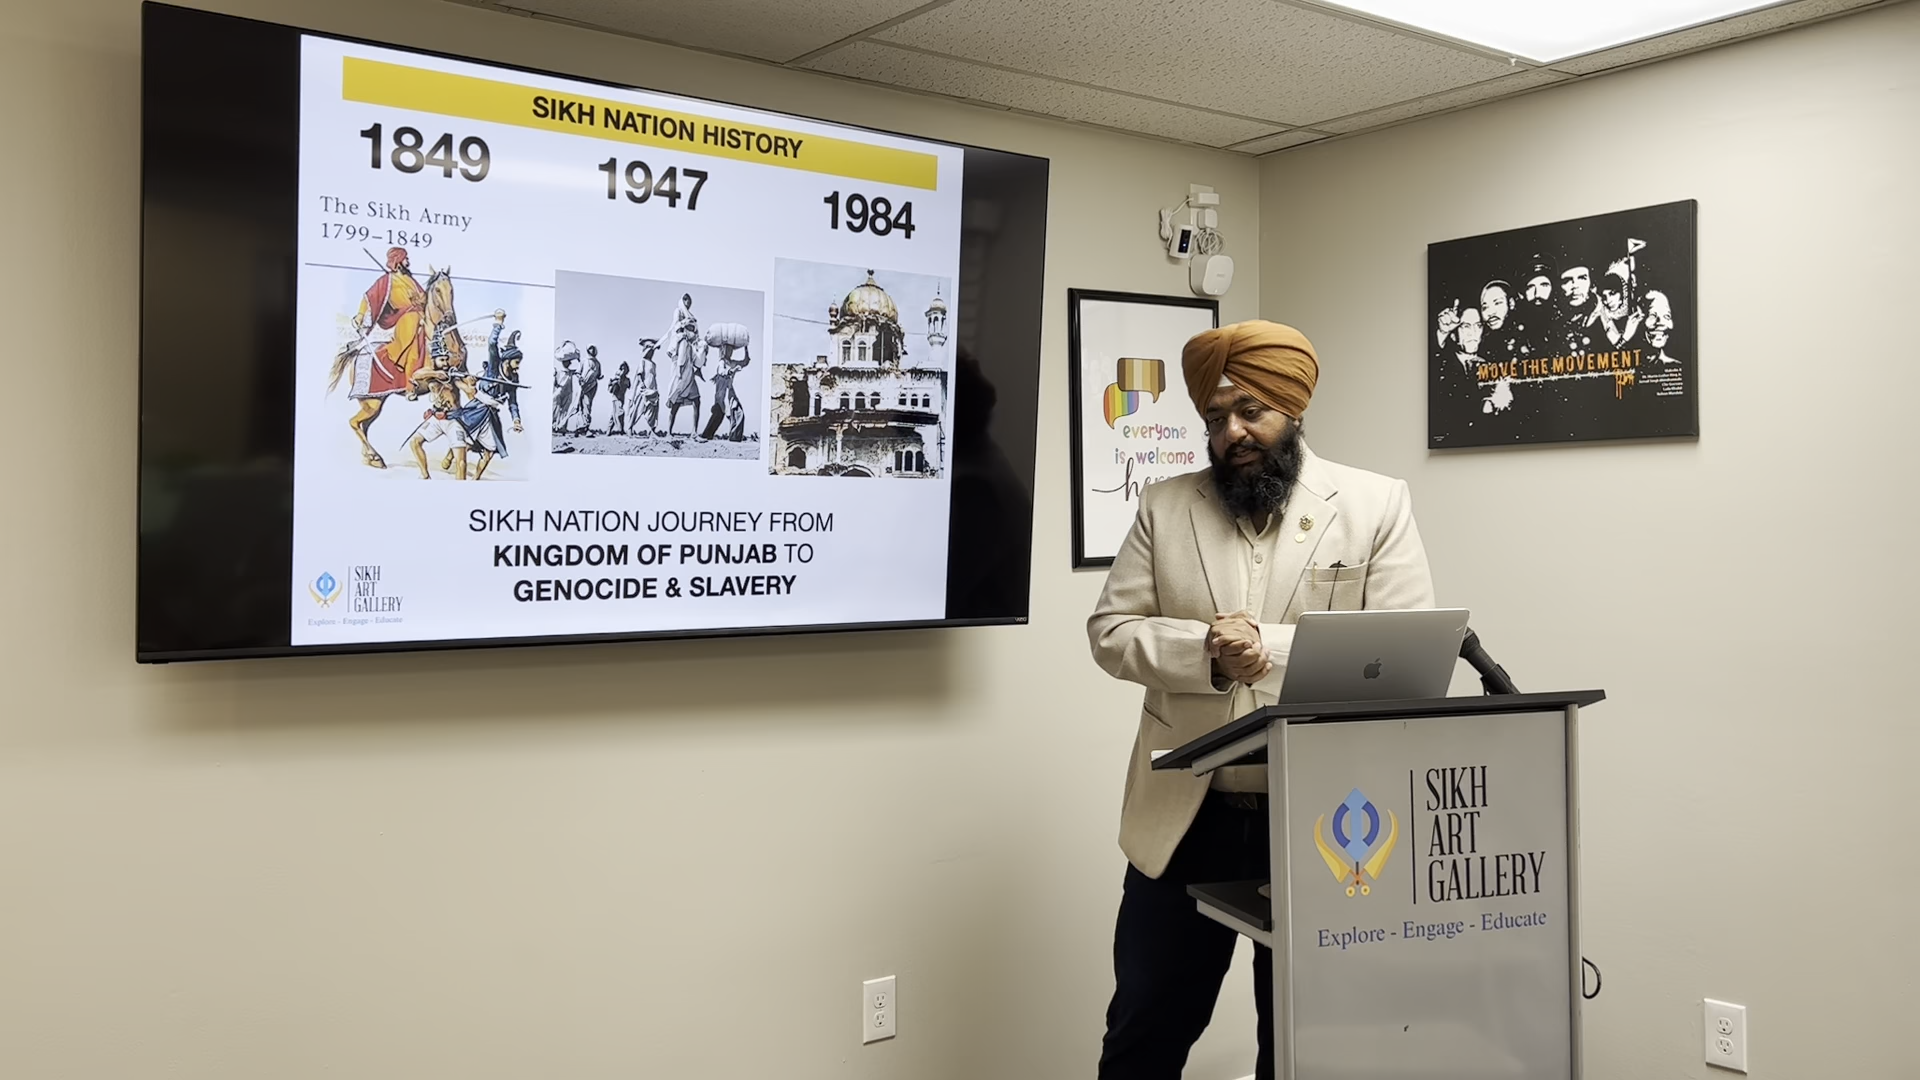 SIKH NATION HISTORY
1849
1947
1984
The Sikh Army
1799–1849
SIKH NATION JOURNEY FROM
KINGDOM OF PUNJAB TO
GENOCIDE & SLAVERY
SIKH
ART
GALLERY
Explore - Engage - Educate
everyone
is welcome
MOVE THE MOVEMENT
SIKH
ART
GALLERY
Explore - Engage - Educate